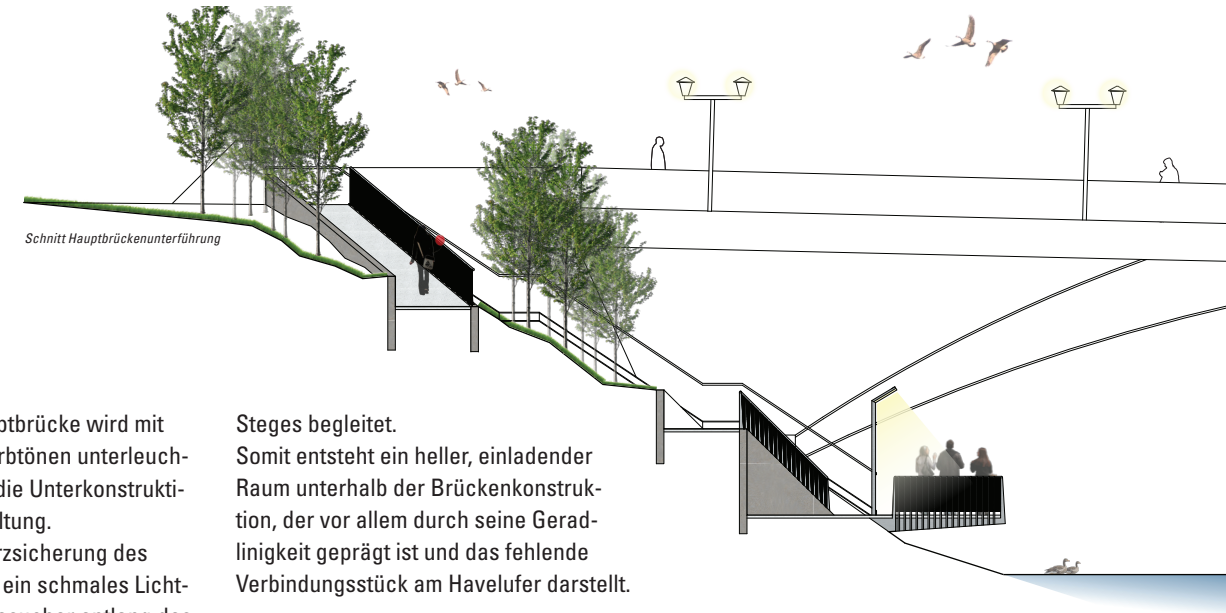 Schnitt Hauptbrückenunterführung
ptbrücke wird mit
rbtönen unterleuch-
die Unterkonstrukti-
ltung.
rzsicherung des
ein schmales Licht-
Steges begleitet.
Somit entsteht ein heller, einladender
Raum unterhalb der Brückenkonstruk-
tion, der vor allem durch seine Gerad-
linigkeit geprägt ist und das fehlende
Verbindungsstück am Havelufer darstellt.